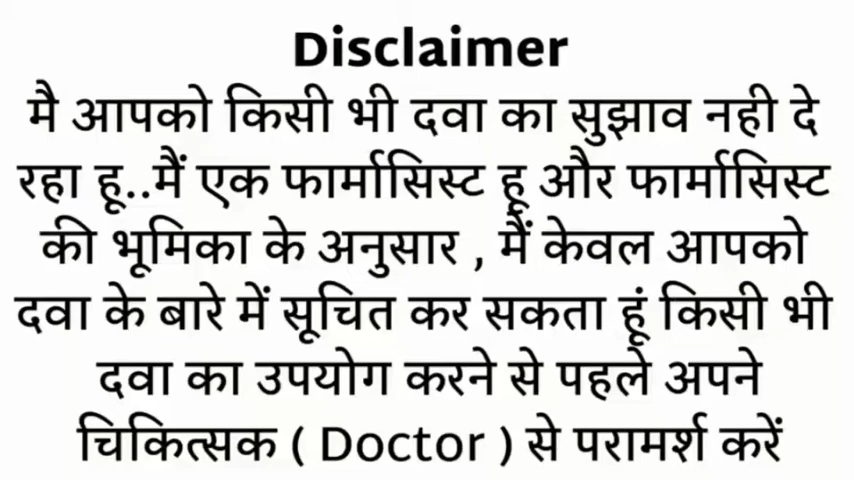 Disclaimer
मै आपको किसी भी दवा का सुझाव नही दे
रहा हू..मैं एक फार्मासिस्ट हू और फार्मासिस्ट
की भूमिका के अनुसार , मैं केवल आपको
दवा के बारे में सूचित कर सकता हूं किसी भी
दवा का उपयोग करने से पहले अपने
चिकित्सक ( Doctor ) से परामर्श करें